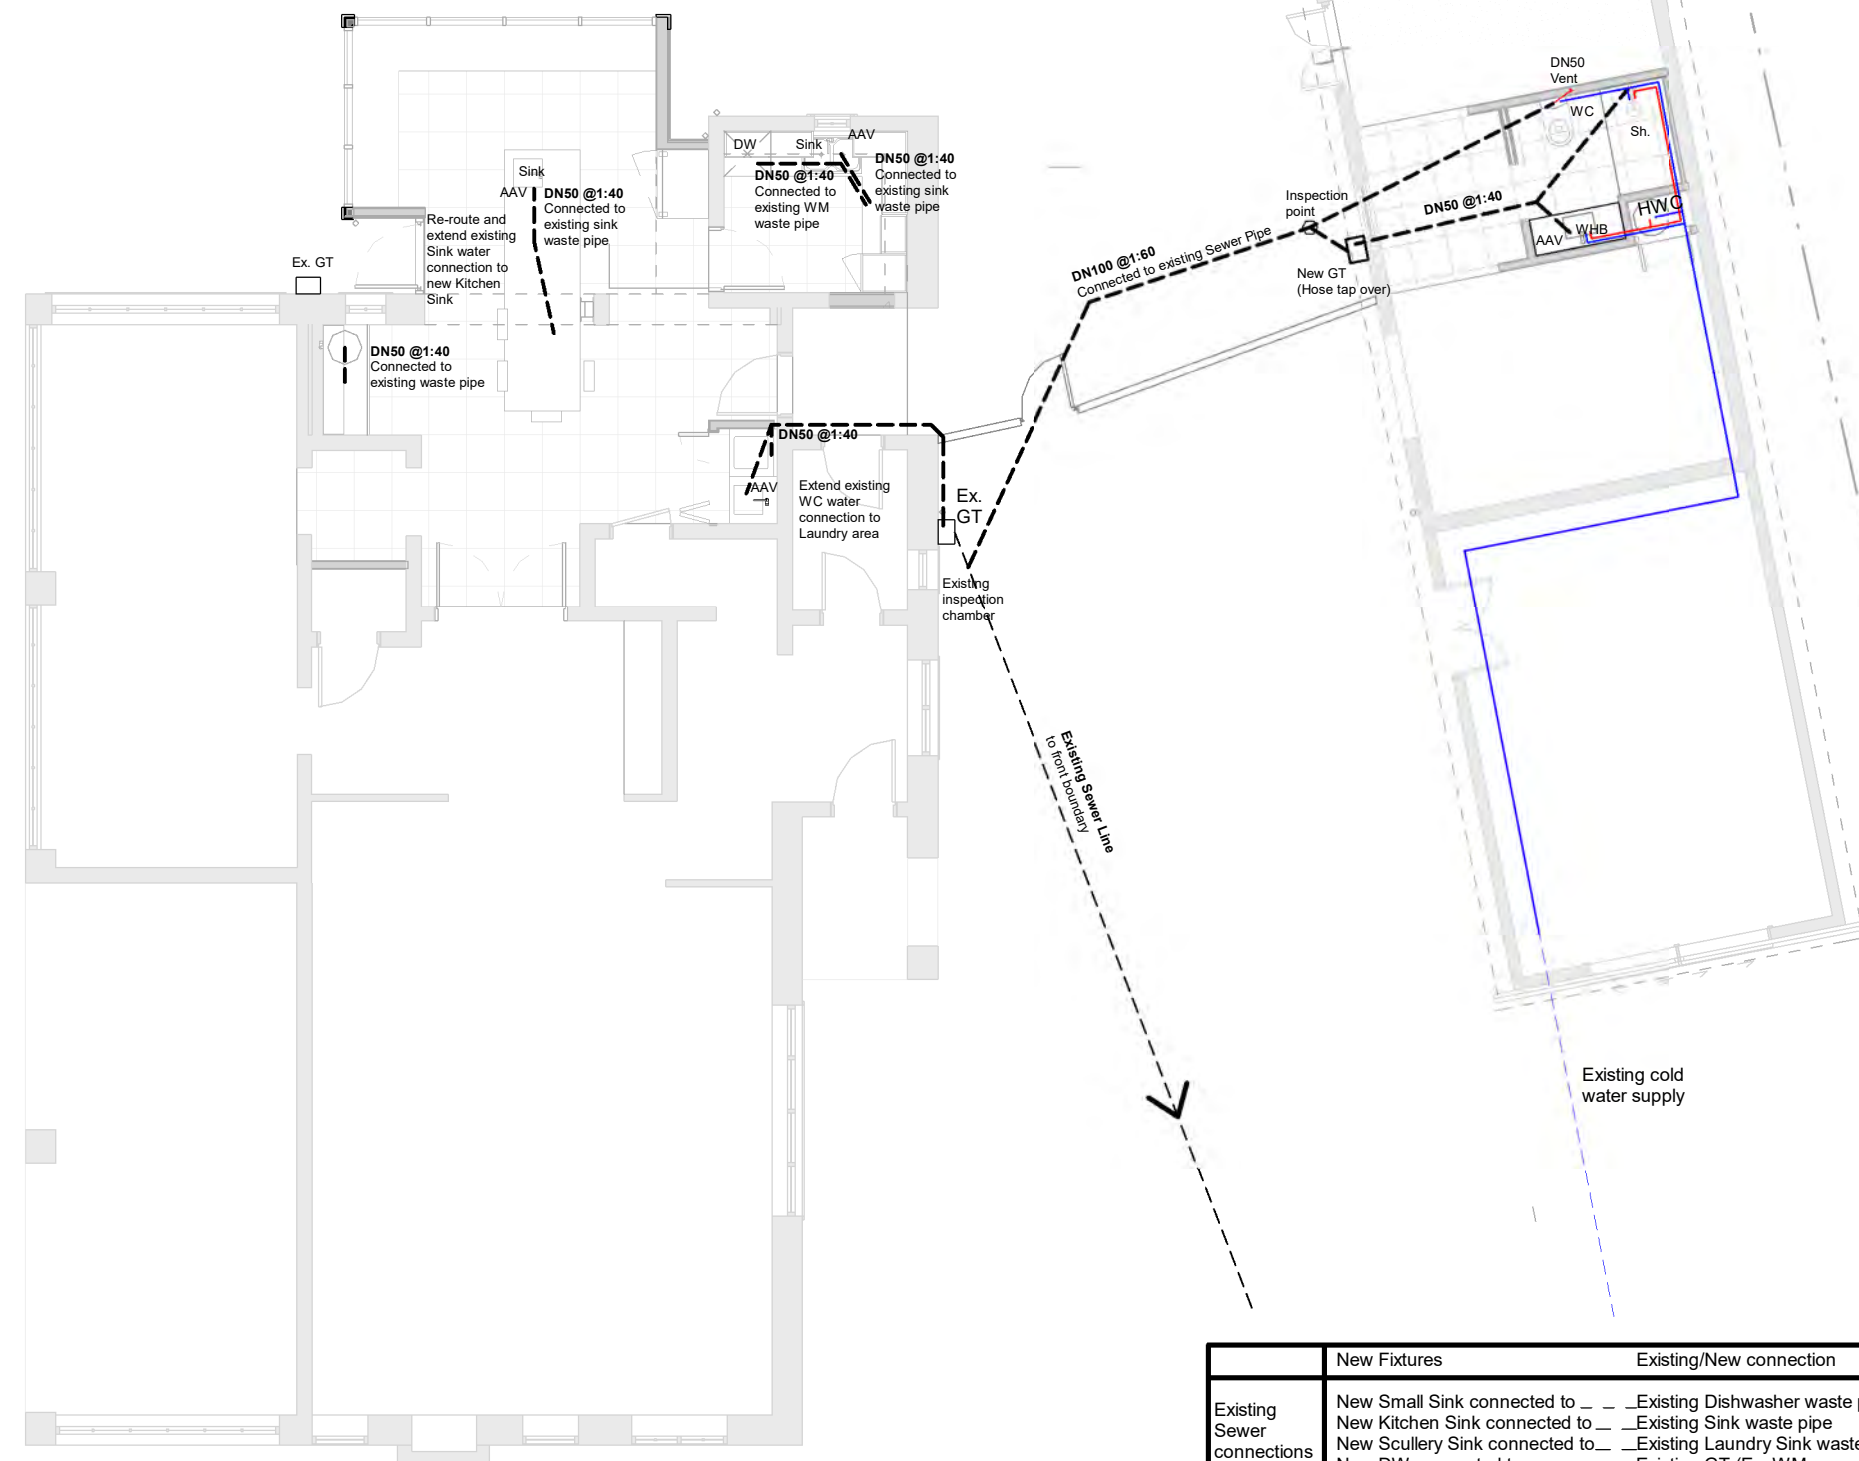 DN50
Vent
WC
Sh.
DW
Sink
AAV
DN50 @1:40
Connected to
existing sink
waste pipe
DN50 @1:40
Connected to
existing WM
waste pipe
Sink
AAV
DN50 @1:40
Connected to
existing sink
waste pipe
Re-route and
extend existing
Sink water
connection to
new Kitchen
Sink
Ex. GT
DN50 @1:40
Connected to
existing waste pipe
Inspection
point
DN50 @1:40
HWC
WHB
AAV
New GT
(Hose tap over)
DN100 @1:60
Connected to existing Sewer Pipe
DN50 @1:40
AAV
Extend existing
WC water
connection to
Laundry area
Ex.
GT
Existing
inspection
chamber
Existing Sewer Line
to front boundary
Existing cold
water supply
New Fixtures
Existing/New connection
Existing
Sewer
connections
New Small Sink connected to _ _ _Existing Dishwasher waste
New Kitchen Sink connected to_ _Existing Sink waste pipe
New Scullery Sink connected to_ _Existing Laundry Sink waste